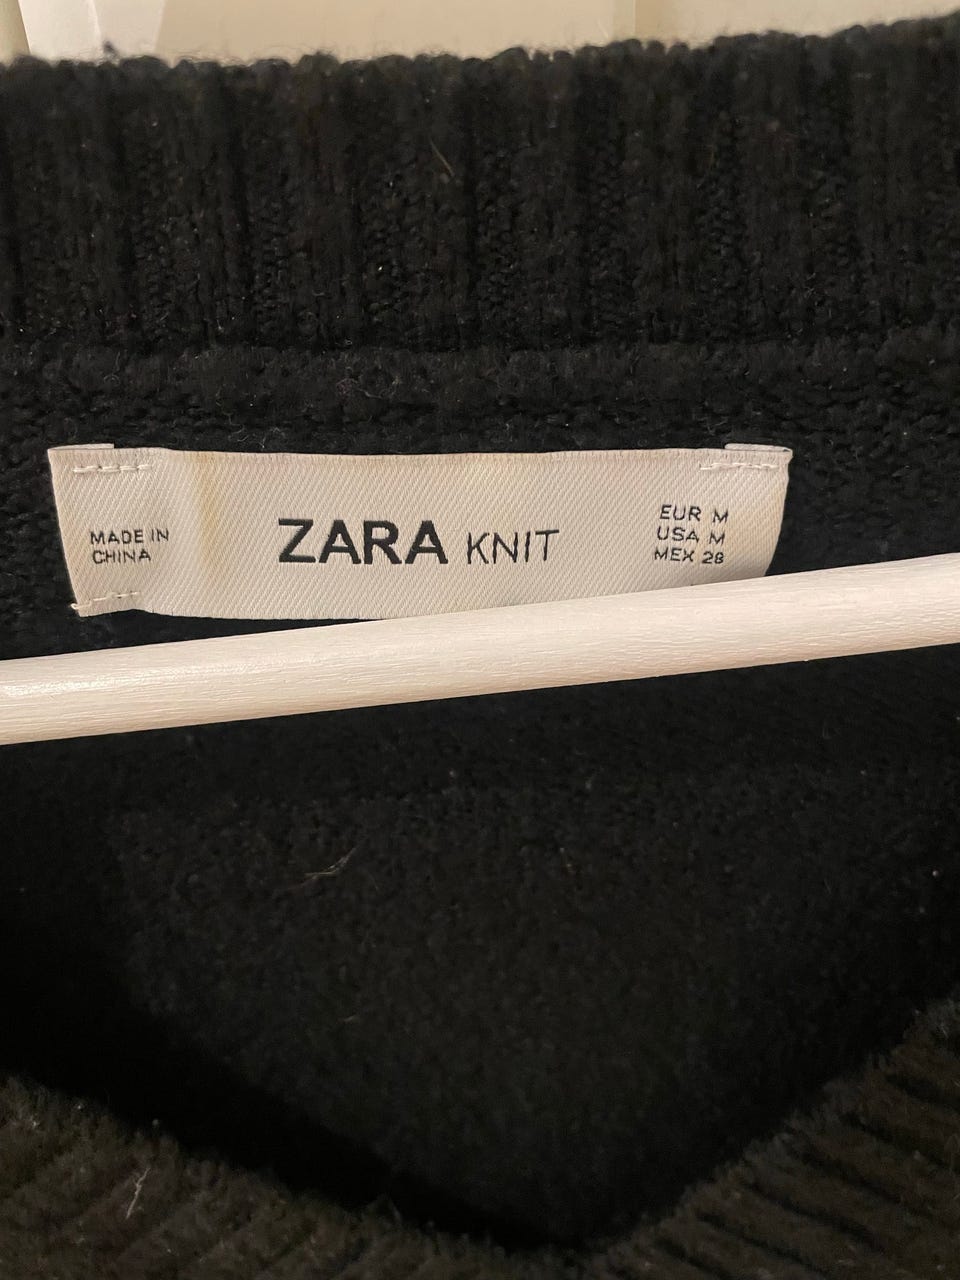 MADE IN
CHINA
ZARA KNIT
EUR M
USA M
MEX 28